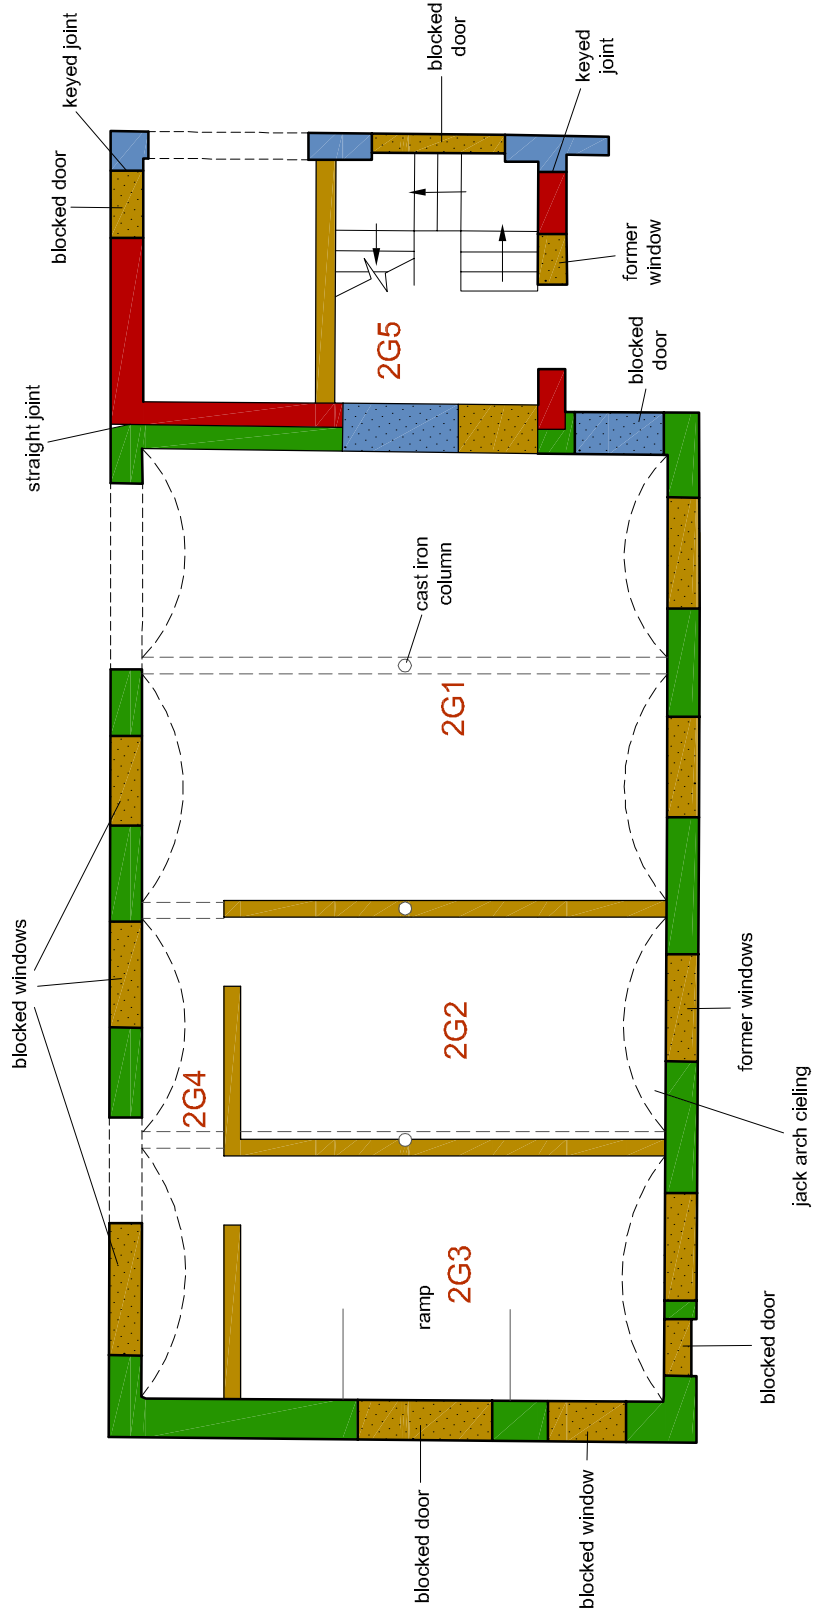 keyed joint
blocked
door
keyed
joint
blocked door
former
window
2G5
blocked
door
straight joint
cast iron
column
2G1
blocked windows
2G2
former windows
2G4
jack arch cieling
2G3
ramp
blocked door
blocked door
blocked window